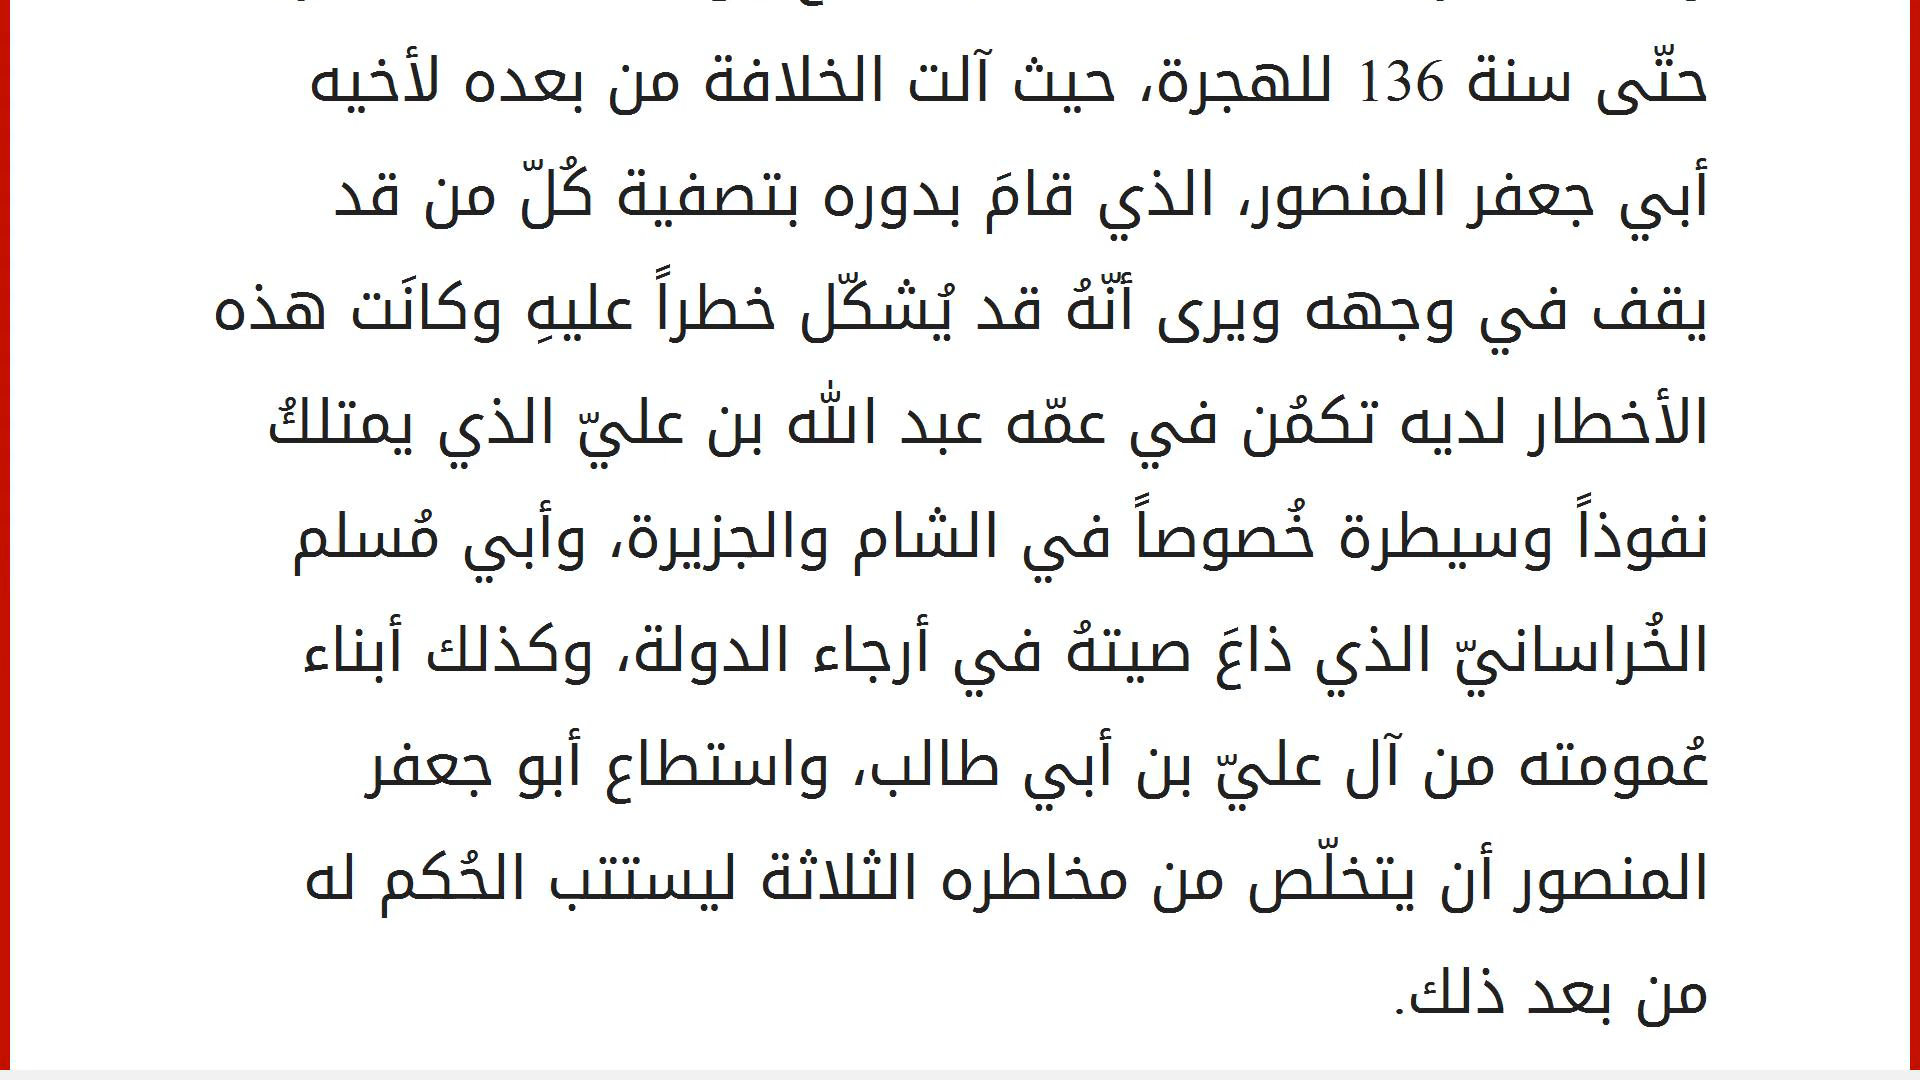 حتّى سنة 136 للهجرة، حيث آلت الخلافة من بعده لأخيه
أبي جعفر المنصور، الذي قامَ بدوره بتصفية كُلّ من قد
يقف في وجهه ويرى أنّهُ قد يُشكّل خطراً عليهِ وكانَت هذه
الأخطار لديه تكمُن في عمّه عبد الله بن عليّ الذي يمتلكُ
نفوذاً وسيطرة خُصوصاً في الشام والجزيرة، وأبي مُسلم
الخُراسانيّ الذي ذاعَ صيتهُ في أرجاء الدولة، وكذلك أبناء
عُمومته من آل عليّ بن أبي طالب، واستطاع أبو جعفر
المنصور أن يتخلّص من مخاطره الثلاثة ليستتب الحُكم له
من بعد ذلك.